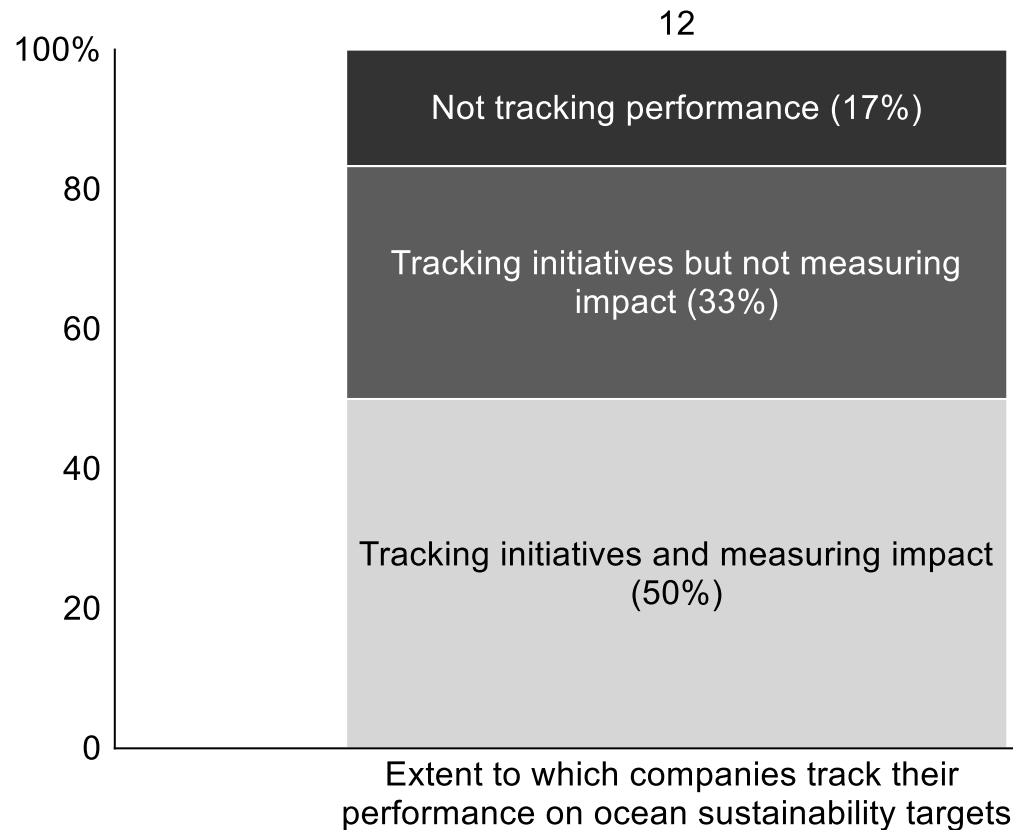 12
100%
Not tracking performance (17%)
80
Tracking initiatives but not measuring
impact (33%)
60
40
Tracking initiatives and measuring impact
(50%)
20
0
Extent to which companies track their
performance on ocean sustainability targets